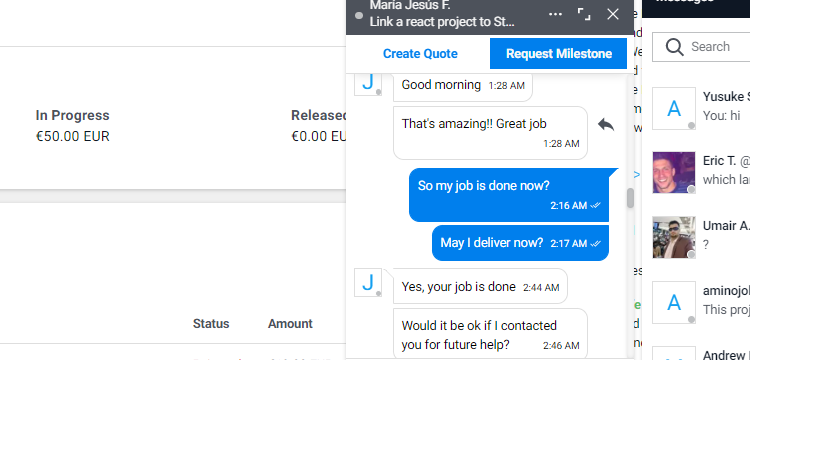 In Progress
€50.00 EUR
Released
€0.00 EU
Status
Amount
María Jesús F.
Link a react project to St...
Create Quote
Request Milestone
J
Good morning 1:28 AM
That's amazing!! Great job
1:28 AM
So my job is done now?
2:16 AM
May I deliver now? 2:17 AM
J
Yes, your job is done 2:44 AM
Would it be ok if I contacted
you for future help? 2:46 AM
Search
A
Yusuke S
You: hi
Eric T. @
which la
Umair A.
?
A
aminojol
This proj
Andrew